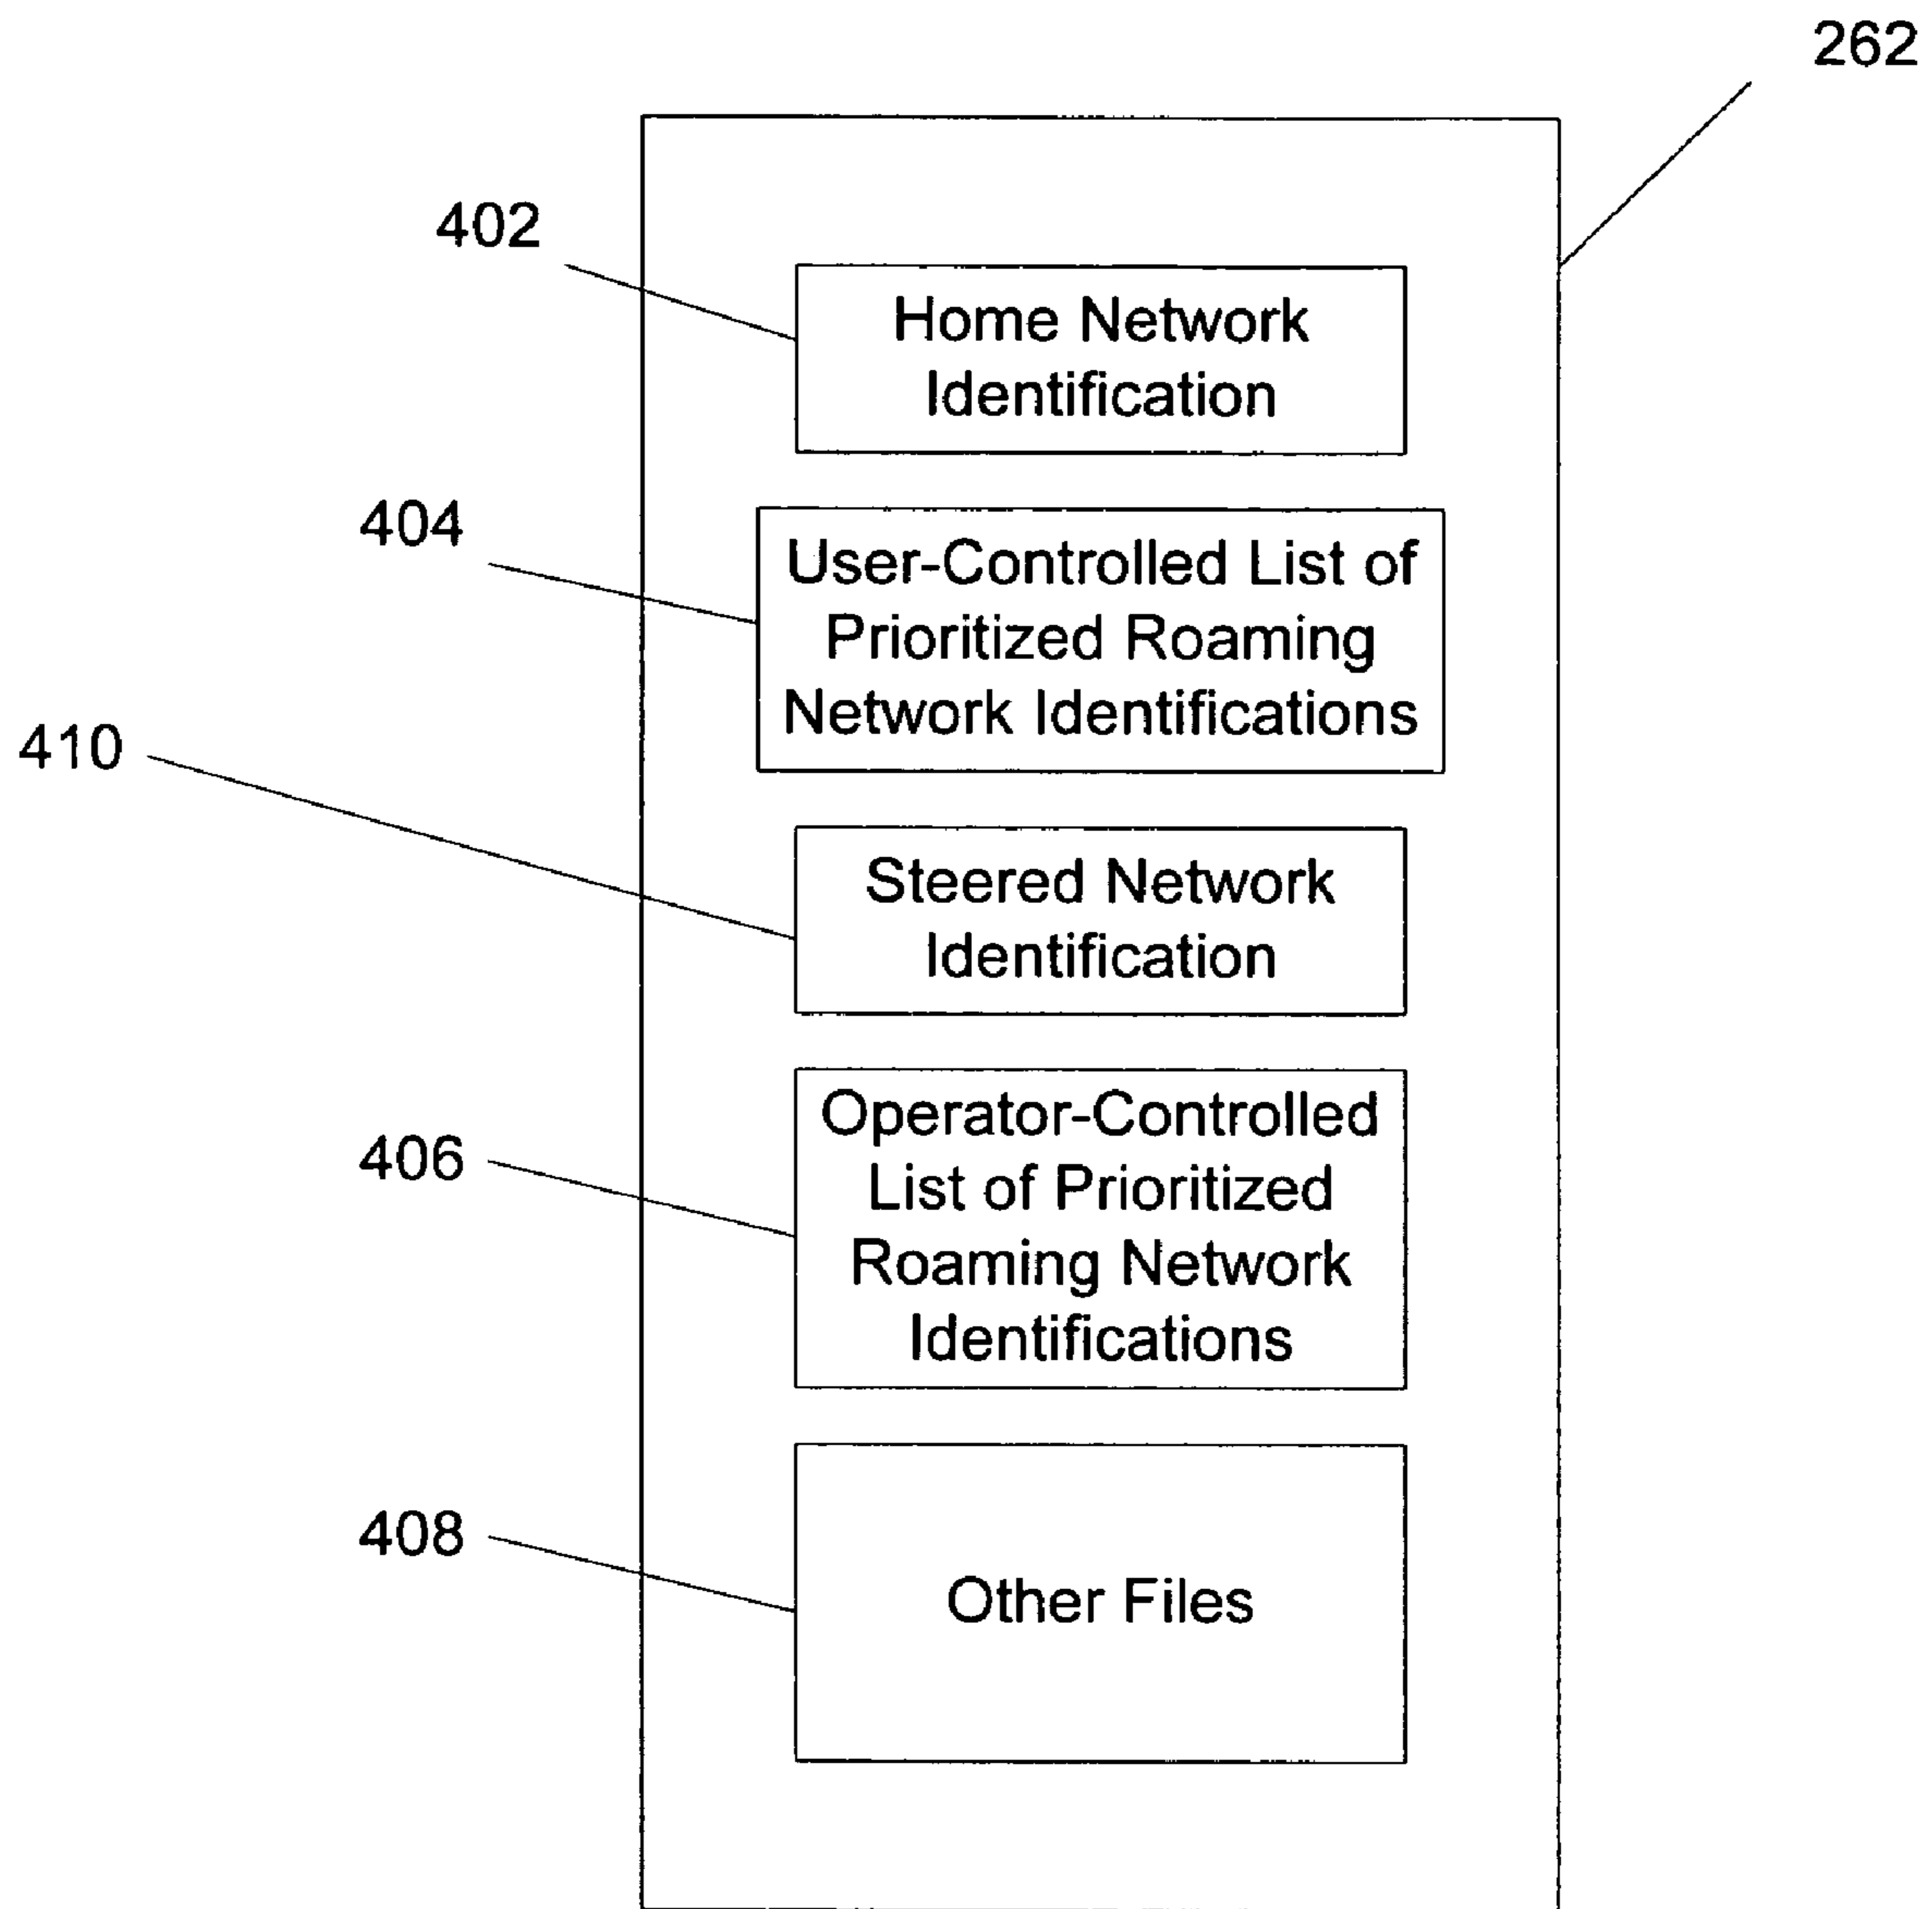 262
402
Home Network
Identification
404
User-Controlled List of
Prioritized Roaming
Network Identifications
410
Steered Network
Identification
406
Operator-Controlled
List of Prioritized
Roaming Network
Identifications
408
Other Files